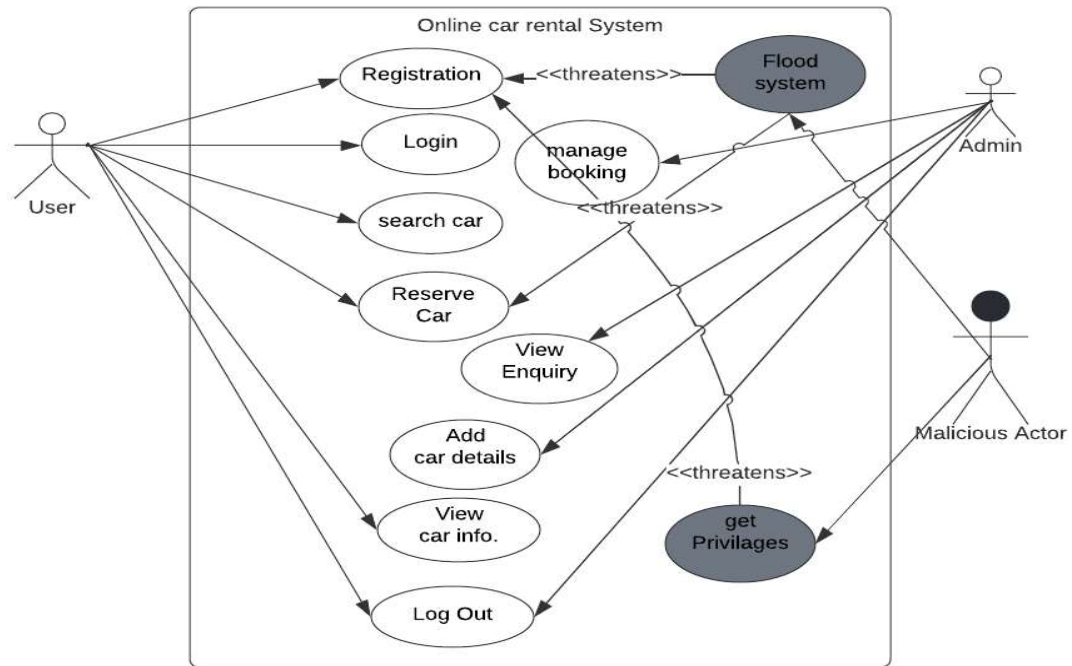 Online car rental System
Registration
<<threatens>>
Flood
system
Login
manage
booking
Admin
User
search car
<<threatens>>
Reserve
Car
View
Enquiry
Malicious Actor
Add
car details
<<threatens>>
View
car info.
get
Privilages
Log Out